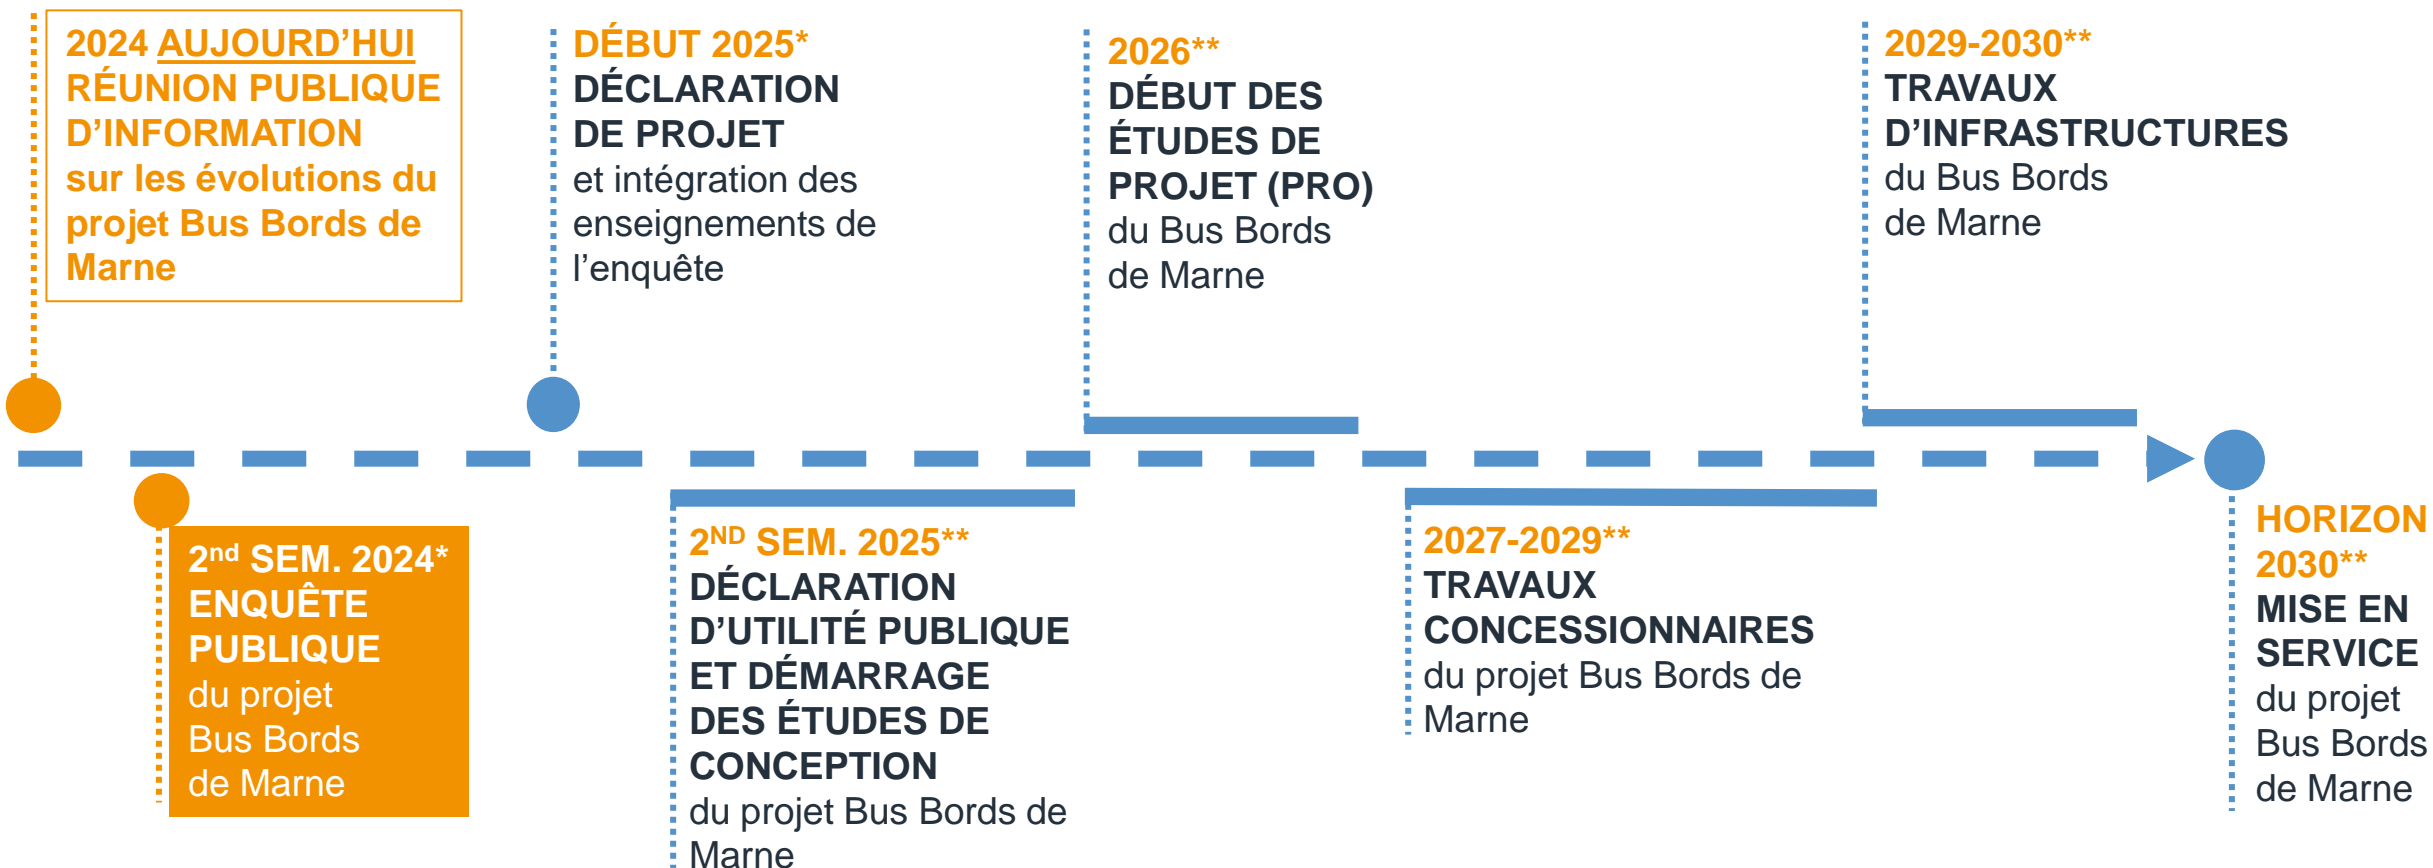 2024 AUJOURD’HUI
RÉUNION PUBLIQUE
D’INFORMATION
sur les évolutions du
projet Bus Bords de
Marne
DÉBUT 2025*
DÉCLARATION
DE PROJET
et intégration des
enseignements de
l’enquête
2026**
DÉBUT DES
ÉTUDES DE
PROJET (PRO)
du Bus Bords
de Marne
2029-2030**
TRAVAUX
D’INFRASTRUCTURES
du Bus Bords
de Marne
2nd SEM. 2024*
ENQUÊTE
PUBLIQUE
du projet
Bus Bords
de Marne
2ND SEM. 2025**
DÉCLARATION
D’UTILITÉ PUBLIQUE
ET DÉMARRAGE
DES ÉTUDES DE
CONCEPTION
du projet Bus Bords de
Marne
2027-2029**
TRAVAUX
CONCESSIONNAIRES
du projet Bus Bords de
Marne
HORIZON
2030**
MISE EN
SERVICE
du projet
Bus Bords
de Marne